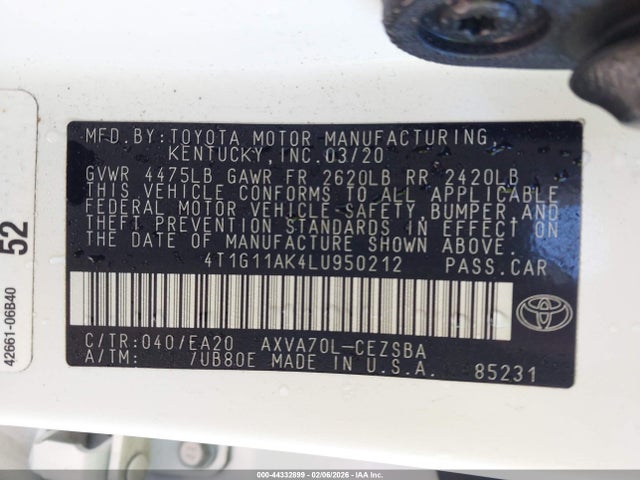 MFD. BY: TOYOTA MOTOR MANUFACTURING,
KENTUCKY, INC. 03/20
GVWR 4475LB GAWR FR 2620LB RR 2420LB
THIS VEHICLE CONFORMS TO ALL APPLICABLE
FEDERAL MOTOR VEHICLE SAFETY, BUMPER, AND
THEFT PREVENTION STANDARDS IN EFFECT ON
THE DATE OF MANUFACTURE SHOWN ABOVE.
4T1G11AK4LU950212 PASS.CAR
C/TR: 040/EA20 AXVA70L-CEZSBA
A/TM: /UB80E MADE IN U.S.A. 85231
42661-06B40
52
000-44332699 - 02/06/2026 - IAAI.COM